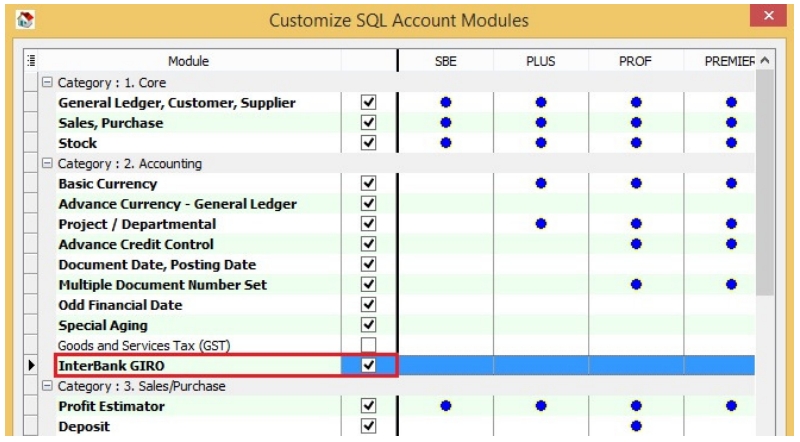 Customize SQL Account Modules
Module SBE PLUS PROF PREMIER
Category : 1. Core
General Ledger, Customer, Supplier
Sales, Purchase
Stock
Category : 2. Accounting
Basic Currency
Advance Currency - General Ledger
Project / Departmental
Advance Credit Control
Document Date, Posting Date
Multiple Document Number Set
Odd Financial Date
Special Aging
Goods and Services Tax (GST)
InterBank GIRO
Category : 3. Sales/Purchase
Profit Estimator
Deposit